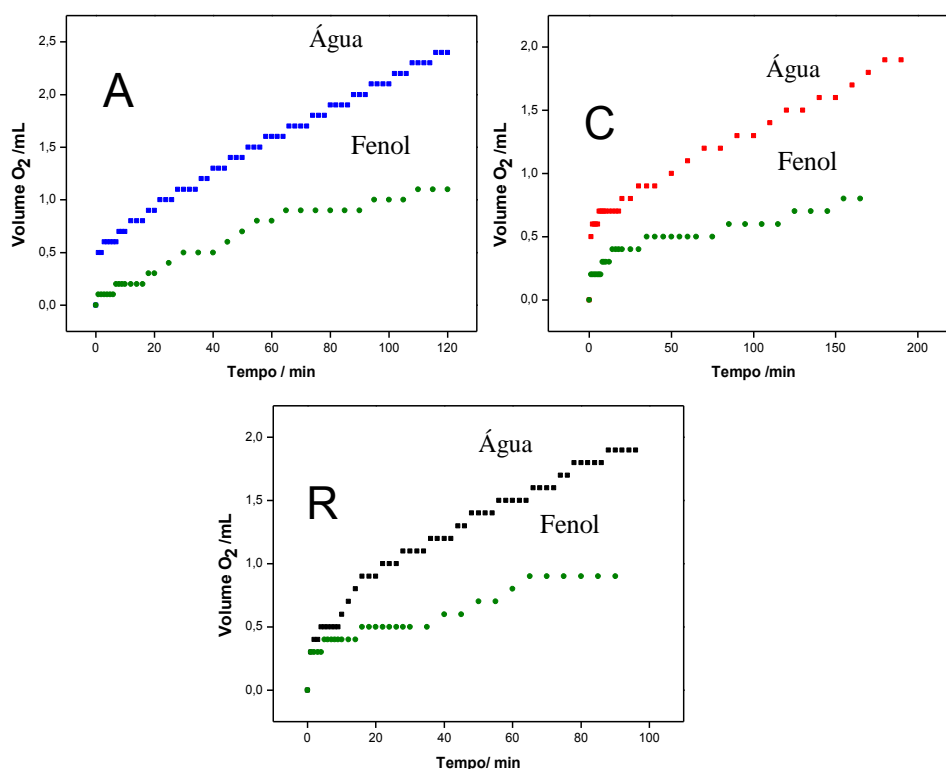 Água
A
Fenol
2,5
2,0
1,5
1,0
0,5
0,0
Volume O2 /mL
0 20 40 60 80 100 120
Tempo / min
Água
C
Fenol
2,0
1,5
1,0
0,5
0,0
Volume O2 /mL
0 50 100 150 200
Tempo /min
Água
R
Fenol
2,0
1,5
1,0
0,5
0,0
Volume O2 /mL
0 20 40 60 80 100
Tempo/ min